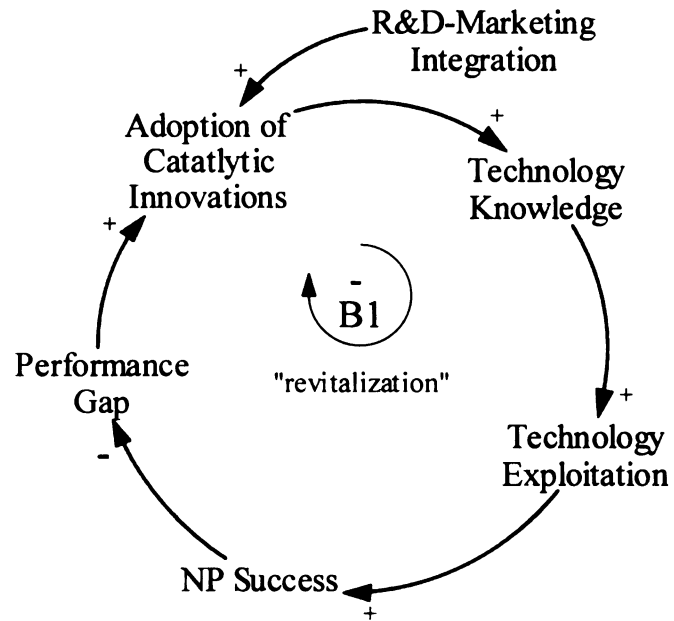 R&D-Marketing
Integration
+
+
Adoption of
Catatlytic
Innovations
Technology
Knowledge
+
-
B1
"revitalization"
Performance
Gap
+
Technology
Exploitation
-
NP Success
+